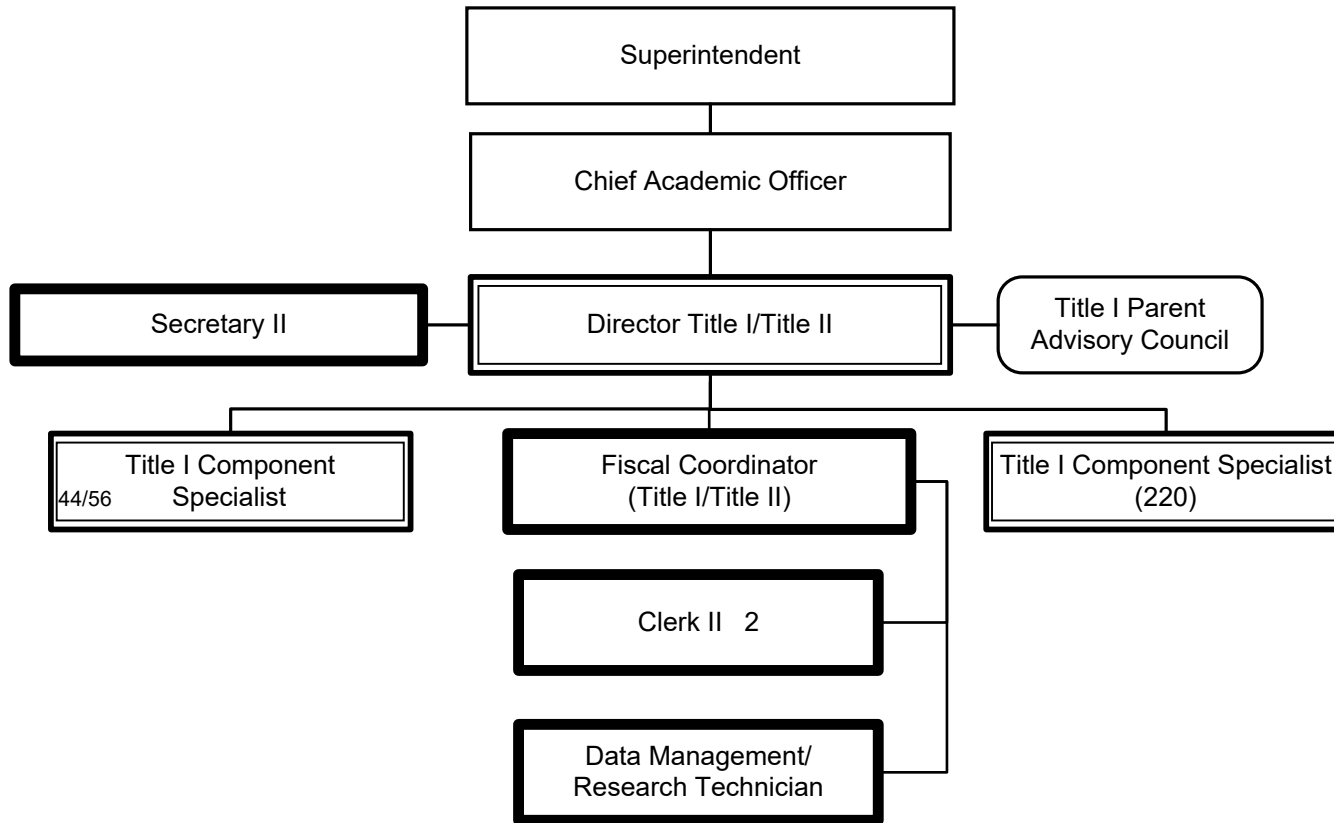 Superintendent
Chief Academic Officer
Secretary II
Director Title I/Title II
Title I Parent
Advisory Council
Title I Component
Specialist
44/56
Fiscal Coordinator
(Title I/Title II)
Title I Component Specialist
(220)
Clerk II   2
Data Management/
Research Technician